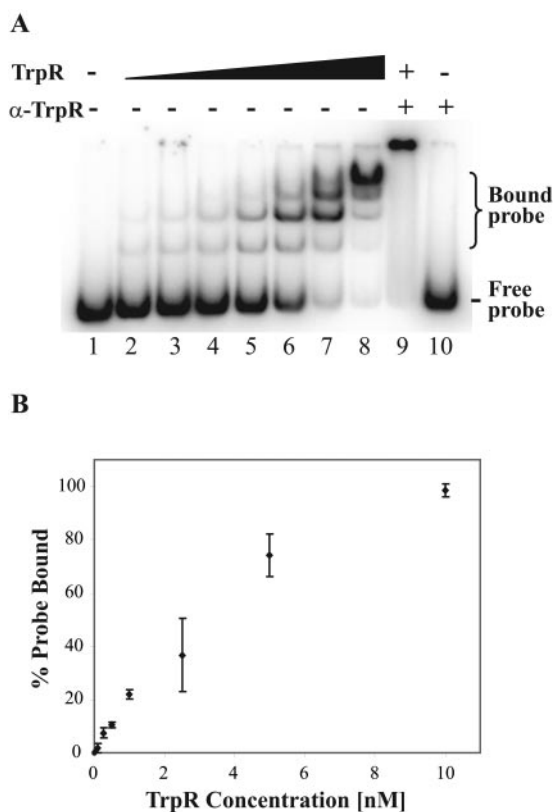 A
TrpR - + -
α-TrpR - - - - - - - - + +
Bound
probe
Free
probe
1 2 3 4 5 6 7 8 9 10
B
% Probe Bound
100
80
60
40
20
0
0 2 4 6 8 10
TrpR Concentration [nM]